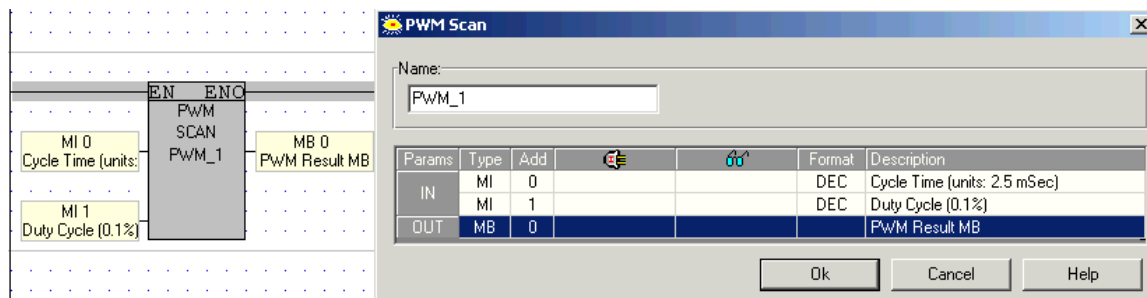 EN ENO
PWM
SCAN
PWM_1
MI 0
Cycle Time (units:
MB 0
PWM Result MB
MI 1
Duty Cycle (0.1%)
PWM Scan
Name:
PWM_1
Params Type Add Format Description
IN MI 0 DEC Cycle Time (units: 2.5 mSec)
MI 1 DEC Duty Cycle (0.1%)
OUT MB 0 PWM Result MB
Ok Cancel Help